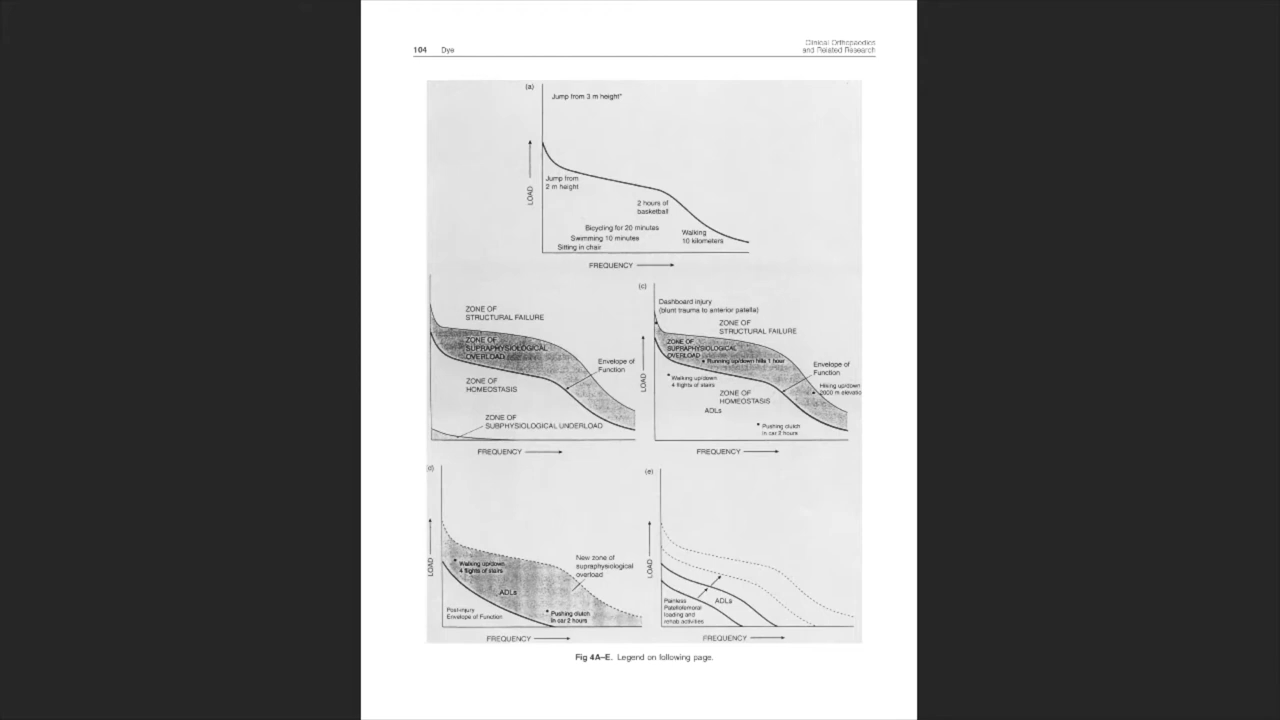 104 Dye
Clinical Orthopaedics
and Related Research
(a)
Jump from 3 m height*
LOAD
Jump from
2 m height
2 hours of
basketball
Bicycling for 20 minutes
Swimming 10 minutes
Sitting in chair
Walking
10 kilometers
FREQUENCY
ZONE OF
STRUCTURAL FAILURE
ZONE OF
SUPRAPHYSIOLOGICAL
OVERLOAD
Envelope of
Function
ZONE OF
HOMEOSTASIS
ZONE OF
SUBPHYSIOLOGICAL UNDERLOAD
FREQUENCY
(c)
Dashboard injury
(blunt trauma to anterior patella)
ZONE OF
STRUCTURAL FAILURE
ZONE OF
SUPRAPHYSIOLOGICAL
OVERLOAD
* Running up/down hills 1 hour
LOAD
* Walking up/down
4 flights of stairs
Envelope of
Function
* Hiking up/down
2000 m elevatio
ZONE OF
HOMEOSTASIS
ADLs
* Pushing clutch
in car 2 hours
FREQUENCY
(d)
LOAD
* Walking up/down
4 flights of stairs
New zone of
supraphysiological
overload
ADLs
Post-injury
Envelope of Function
* Pushing clutch
in car 2 hours
FREQUENCY
(e)
LOAD
ADLs
Painless
Patellofemoral
loading and
rehab activities
FREQUENCY
Fig 4A–E. Legend on following page.